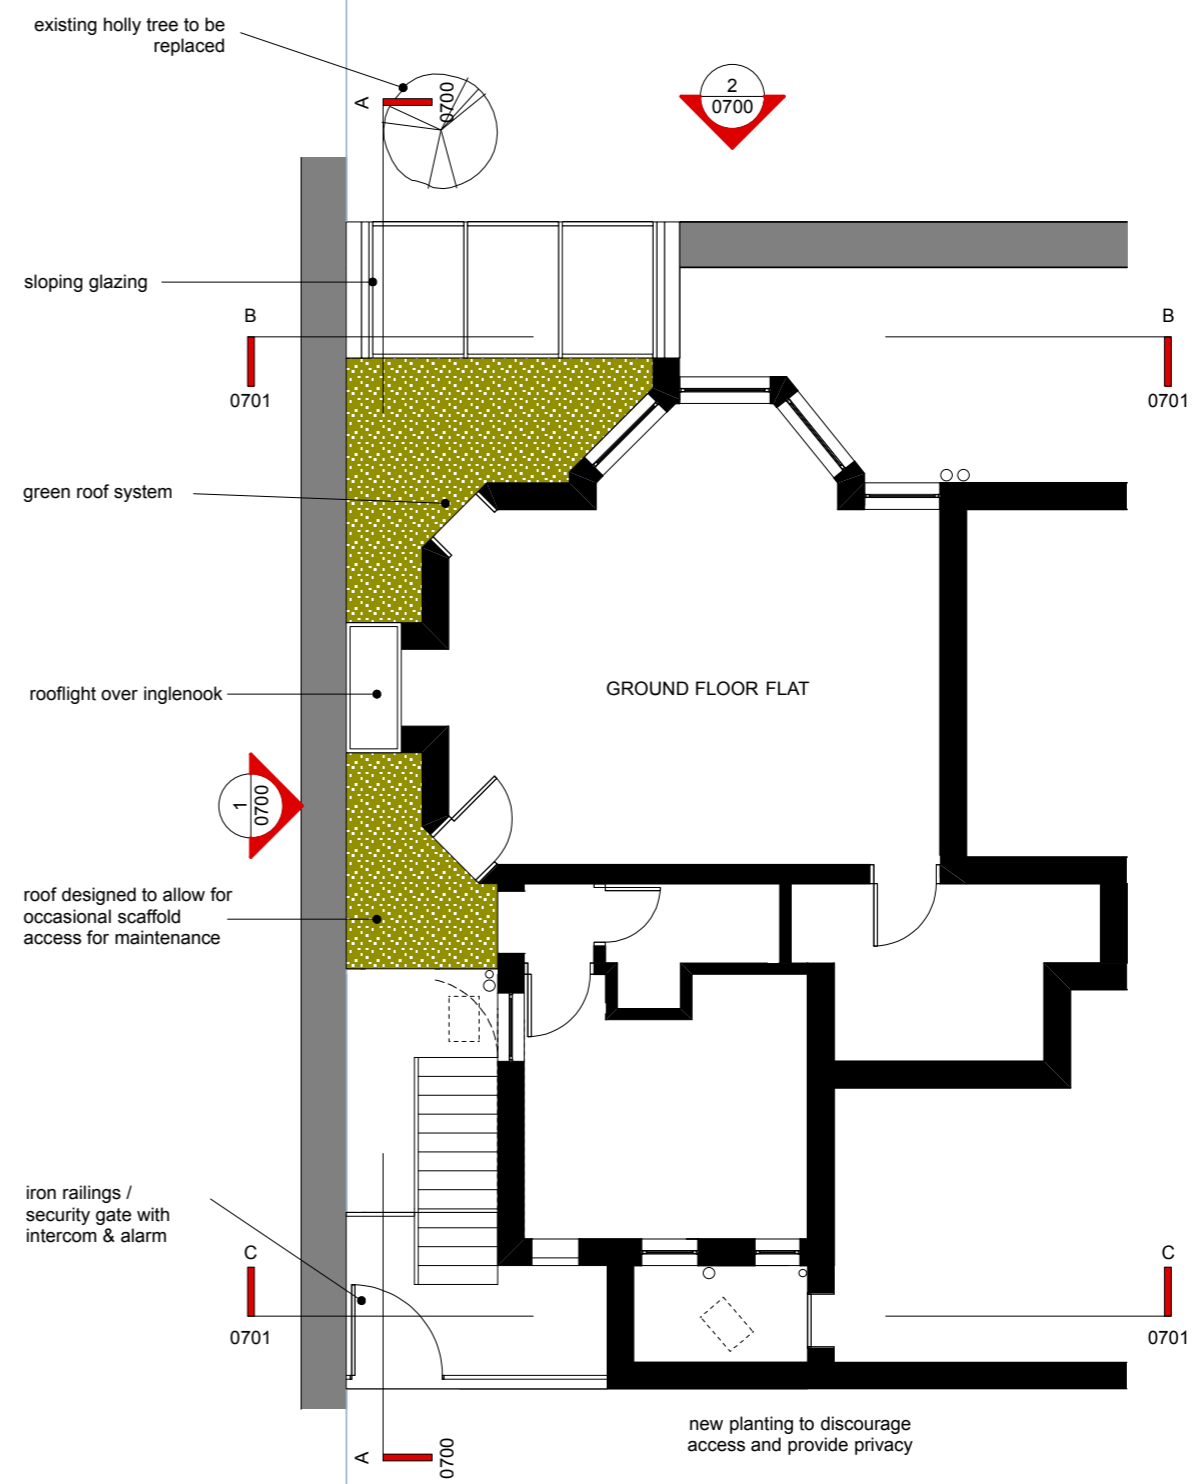 existing holly tree to be
replaced
A
0700
2
0700
sloping glazing
B
0701
B
0701
green roof system
rooflight over inglenook
GROUND FLOOR FLAT
1
0700
roof designed to allow for
occasional scaffold
access for maintenance
iron railings /
security gate with
intercom & alarm
C
0701
C
0701
new planting to discourage
access and provide privacy
A
0700